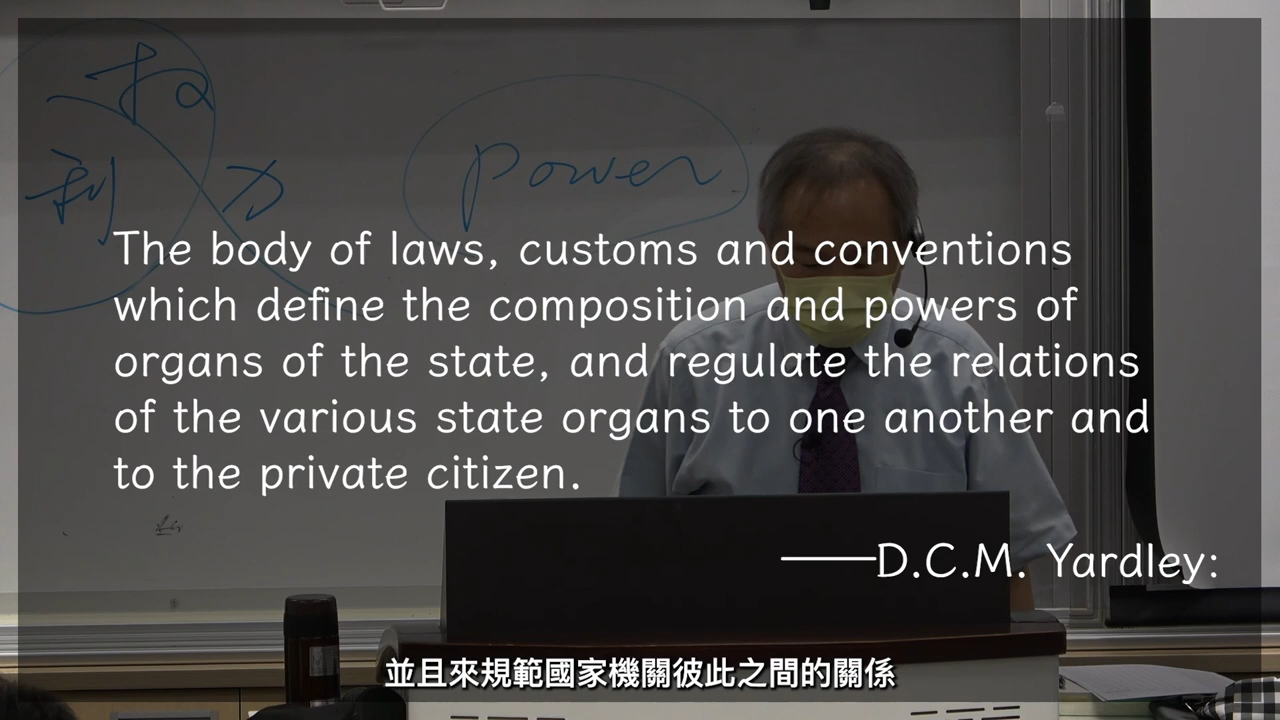 权
利 力
power
The body of laws, customs and conventions
which define the composition and powers of
organs of the state, and regulate the relations
of the various state organs to one another and
to the private citizen.
——D.C.M. Yardley:
並且來規範國家機關彼此之間的關係